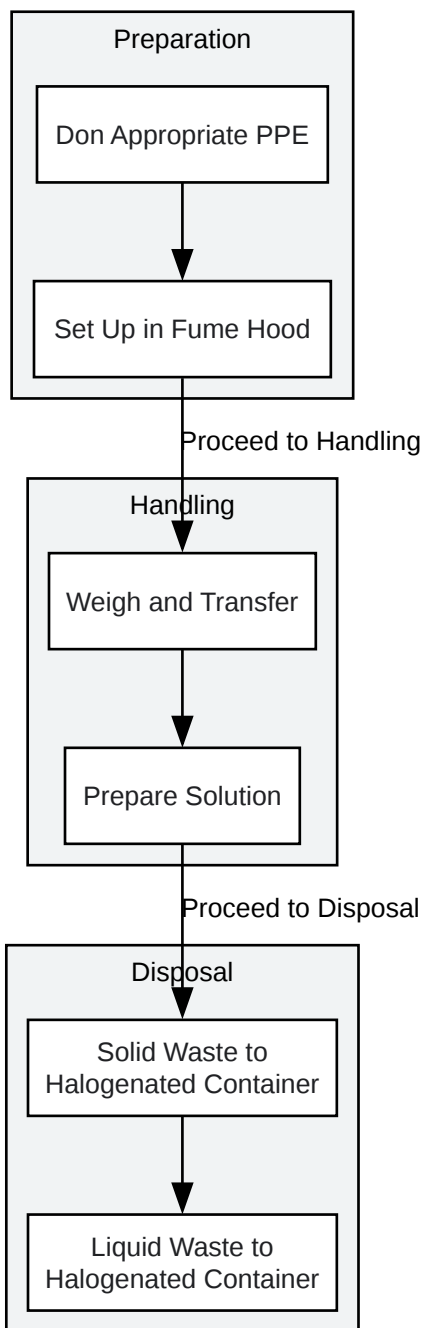 Preparation
Don Appropriate PPE
Set Up in Fume Hood
Proceed to Handling
Handling
Weigh and Transfer
Prepare Solution
Proceed to Disposal
Disposal
Solid Waste to
Halogenated Container
Liquid Waste to
Halogenated Container